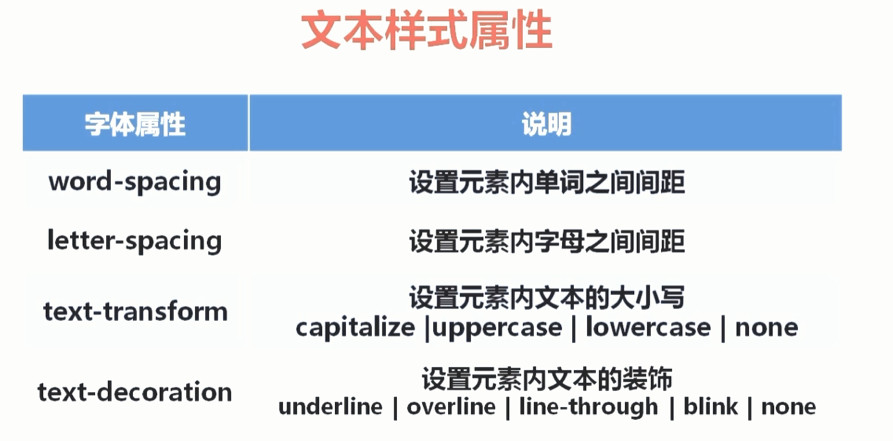 文本样式属性
字体属性 说明
word-spacing 设置元素内单词之间间距
letter-spacing 设置元素内字母之间间距
设置元素内文本的大小写
text-transform
capitalize |uppercase | lowercase | none
设置元素内文本的装饰
text-decoration
underline | overline | line-through | blink | none